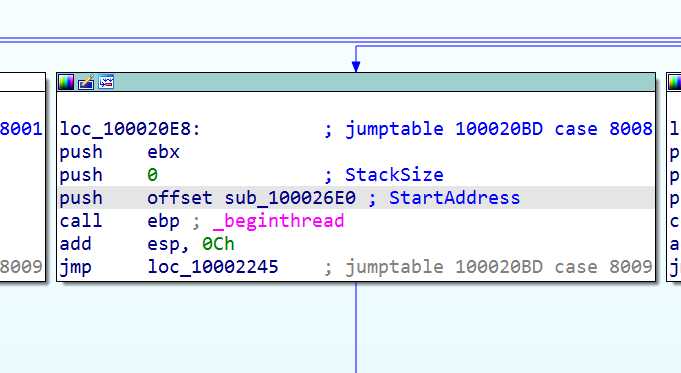 8001
loc_100020E8: ; jumptable 100020BD case 8008
push ebx
push 0 ; StackSize
push offset sub_100026E0 ; StartAddress
call ebp ; _beginthread
add esp, 0Ch
8009
jmp loc_10002245 ; jumptable 100020BD case 8009